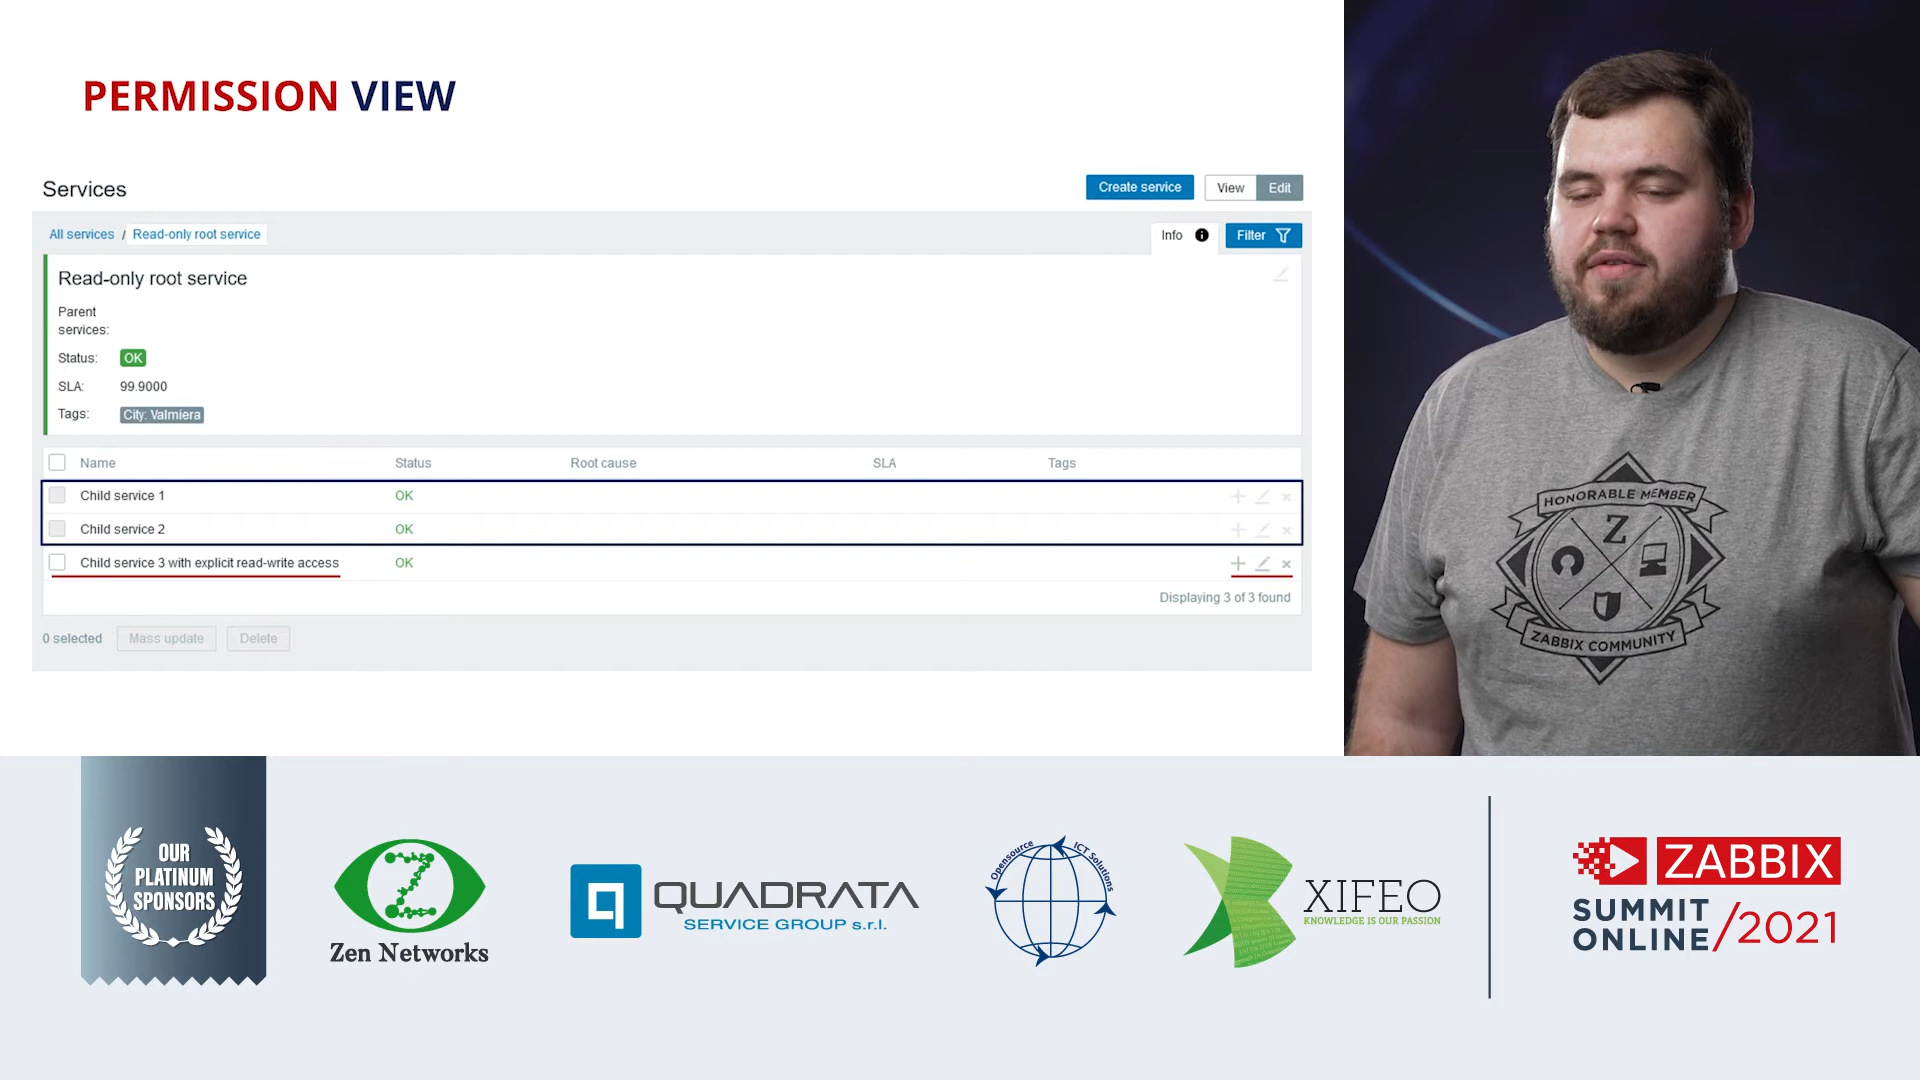 PERMISSION VIEW
Services
Create service
View
Edit
All services / Read-only root service
Info
Filter
Read-only root service
Parent
services:
Status: OK
SLA: 99.9000
Tags: City: Valmiera
Name Status Root cause SLA Tags
Child service 1 OK
Child service 2 OK
Child service 3 with explicit read-write access OK
Displaying 3 of 3 found
0 selected Mass update Delete
HONORABLE MEMBER
Z
ZABBIX COMMUNITY
OUR
PLATINUM
SPONSORS
Zen Networks
QUADRATA
SERVICE GROUP s.r.l.
Opensource ICT Solutions
XIFEO
KNOWLEDGE IS OUR PASSION
ZABBIX
SUMMIT
ONLINE /2021